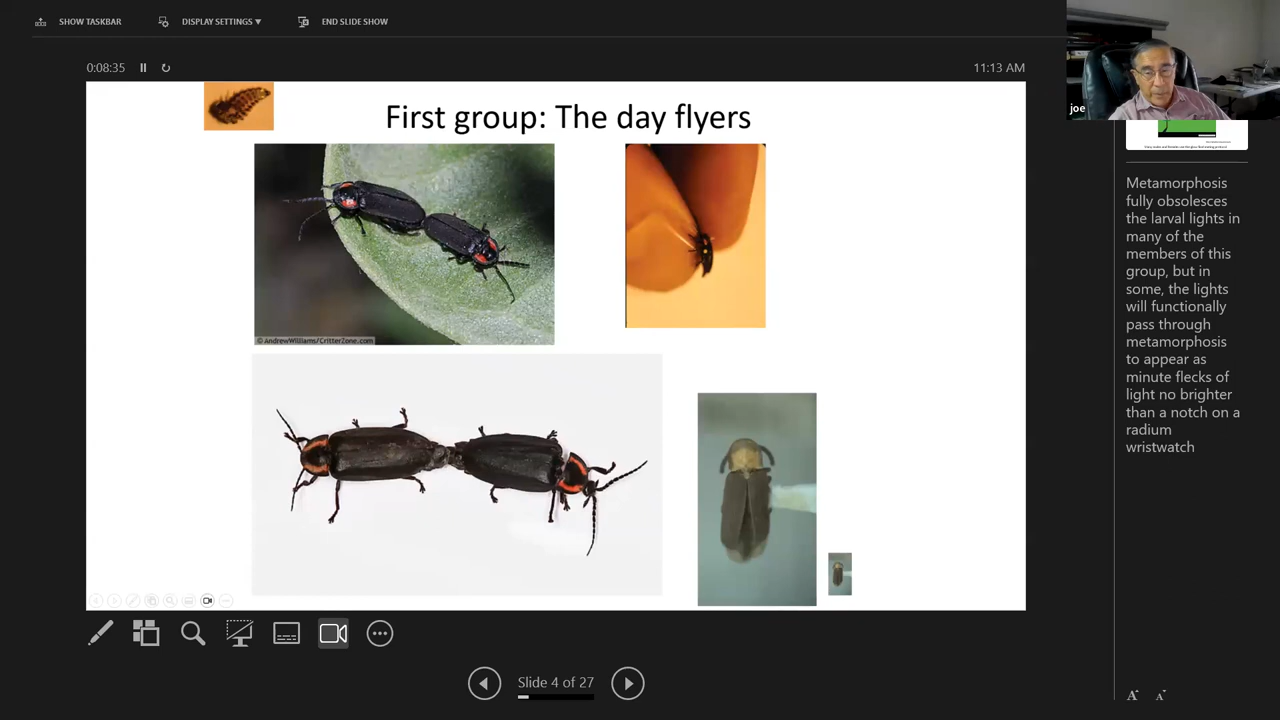 SHOW TASKBAR
DISPLAY SETTINGS ▼
END SLIDE SHOW
0:08:35
11:13 AM
joe
First group: The day flyers
© AndrewWilliams/CritterZone.com
Metamorphosis
fully obsolesces
the larval lights in
many of the
members of this
group, but in
some, the lights
will functionally
pass through
metamorphosis
to appear as
minute flecks of
light no brighter
than a notch on a
radium
wristwatch
Slide 4 of 27
A
A